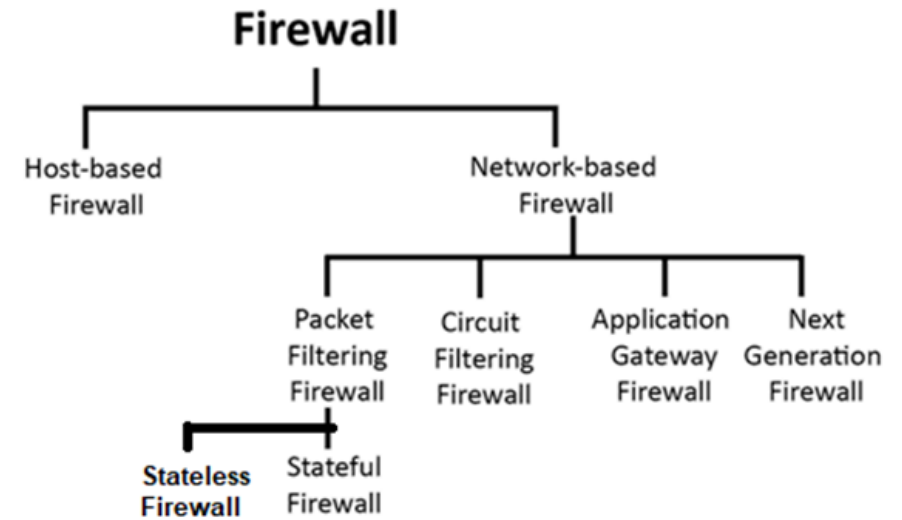 Firewall
Host-based
Firewall
Network-based
Firewall
Packet
Filtering
Firewall
Circuit
Filtering
Firewall
Application
Gateway
Firewall
Next
Generation
Firewall
Stateless
Firewall
Stateful
Firewall